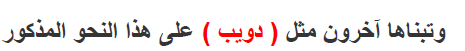 وتبناها آخرون مثل ( دويب ) على هذا النحو المذكور